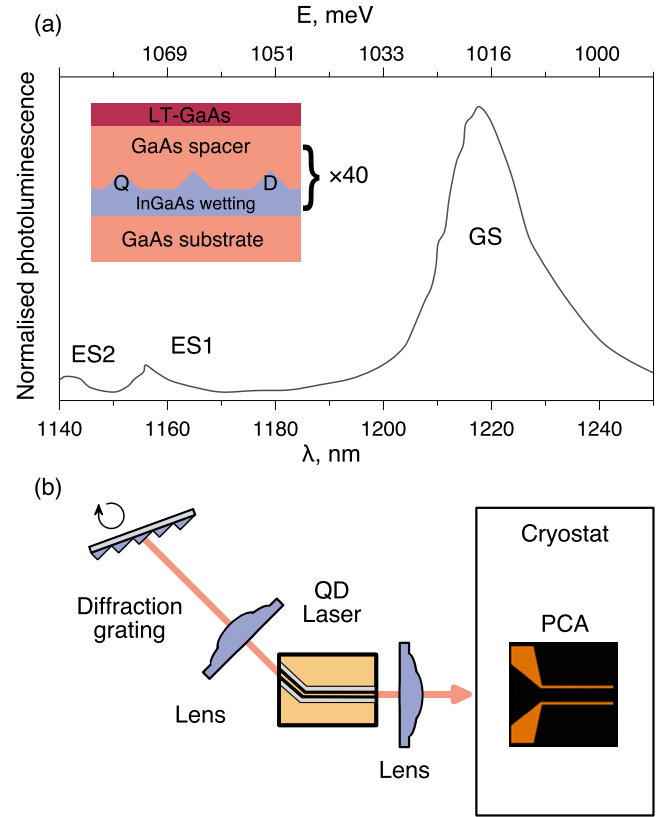 (a)
E, meV
1069 1051 1033 1016 1000
Normalised photoluminescence
LT-GaAs
GaAs spacer
Q D
×40
InGaAs wetting
GaAs substrate
GS
ES2
ES1
1140 1160 1180 1200 1220 1240
λ, nm
(b)
Cryostat
Diffraction
grating
QD
Laser
PCA
Lens
Lens